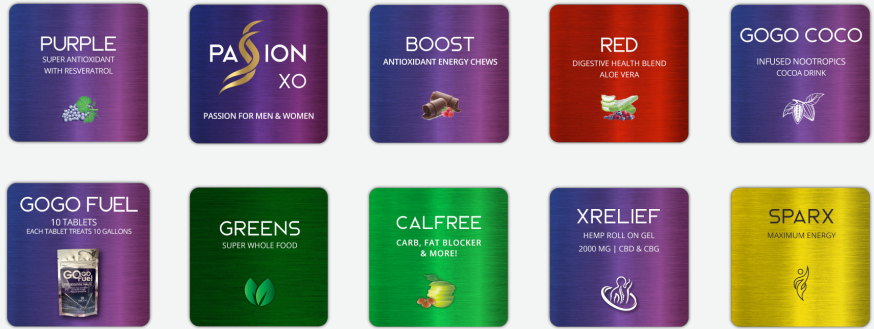 PURPLE
SUPER ANTIOXIDANT
WITH RESVERATROL
PASSION
XO
PASSION FOR MEN & WOMEN
BOOST
ANTIOXIDANT ENERGY CHEWS
RED
DIGESTIVE HEALTH BLEND
ALOE VERA
GOGO COCO
INFUSED NOOTROPICS
COCOA DRINK
GOGO FUEL
10 TABLETS
EACH TABLET TREATS 10 GALLONS
GOGO
FUEL
GREENS
SUPER WHOLE FOOD
CALFREE
CARB, FAT BLOCKER
& MORE!
XRELIEF
HEMP ROLL ON GEL
2000 MG | CBD & CBG
SPARX
MAXIMUM ENERGY